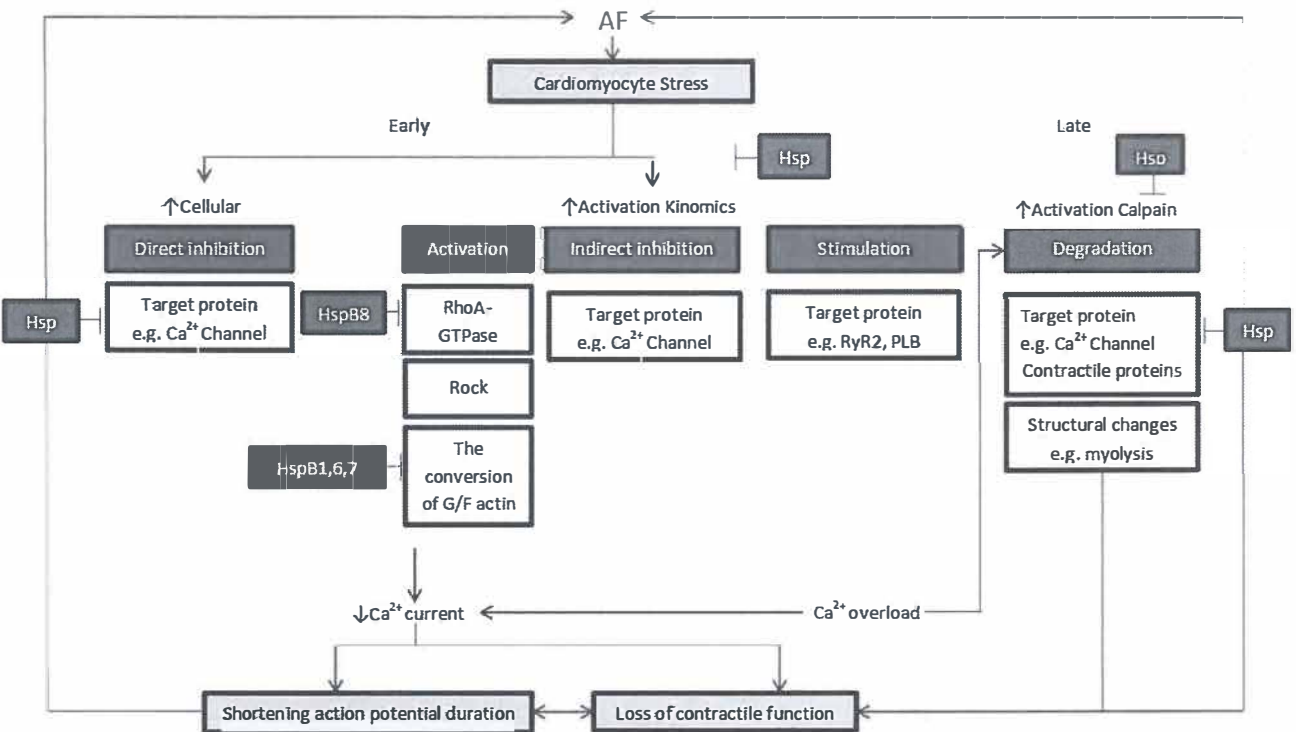 AF
Cardiomyocyte Stress
Early
Late
Hsp
Hsp
↑Cellular
↑Activation Kinomics
↑Activation Calpain
Direct inhibition
Activation
Indirect inhibition
Stimulation
Degradation
Hsp
Target protein
e.g. Ca²⁺ Channel
HspB8
RhoA-
GTPase
Target protein
e.g. Ca²⁺ Channel
Target protein
e.g. RyR2, PLB
Target protein
e.g. Ca²⁺ Channel
Contractile proteins
Hsp
Rock
Structural changes
e.g. myolysis
HspB1,6,7
The
conversion
of G/F actin
↓Ca²⁺ current
Ca²⁺ overload
Shortening action potential duration
Loss of contractile function